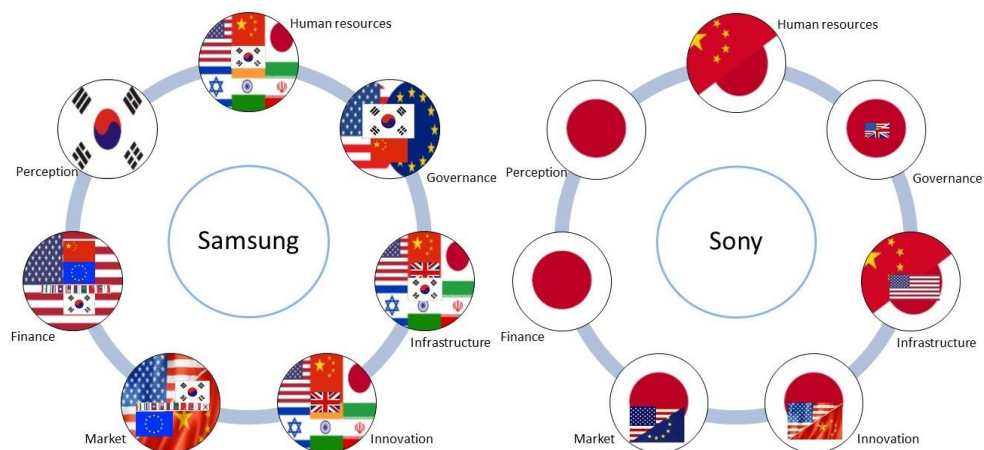 Human resources
Governance
Infrastructure
Innovation
Market
Finance
Perception
Samsung
Human resources
Governance
Infrastructure
Innovation
Market
Finance
Perception
Sony